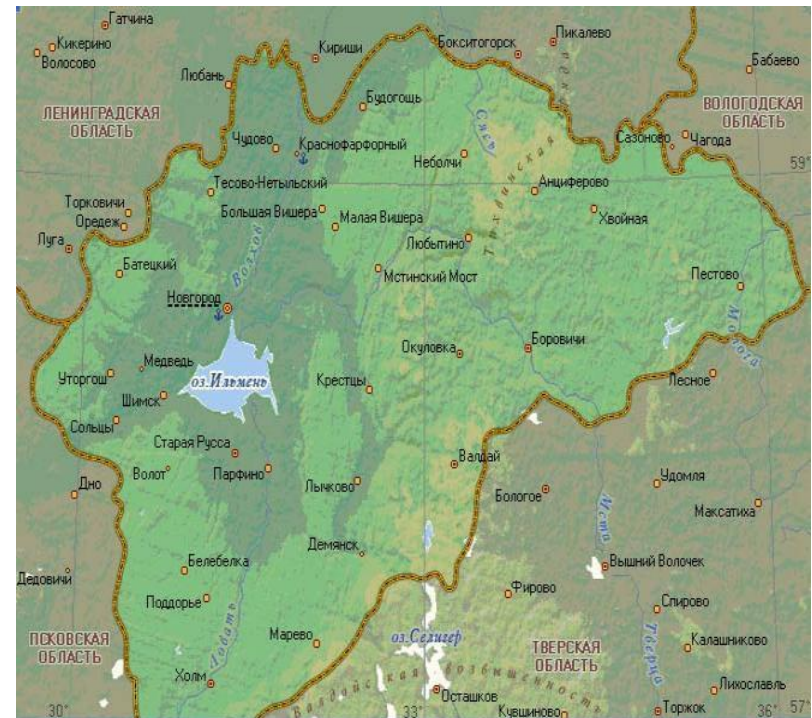 Гатчина
Кикерино
Волосово
Кириши
Бокситогорск
Пикалево
Бабаево
Любань
ЛЕНИНГРАДСКАЯ
ОБЛАСТЬ
Будогощь
ВОЛОГОДСКАЯ
ОБЛАСТЬ
Сясь
Чудово
Краснофарфорный
Неболчи
Сазоново
Чагода
59°
Тесово-Нетыльский
Анциферово
Торковичи
Оредеж
Большая Вишера
Малая Вишера
Хвойная
Луга
Волхов
Любытино
Батецкий
Мстинский Мост
Пестово
Новгород
Молога
Окуловка
Боровичи
Медведь
Уторгош
оз.Ильмень
Крестцы
Лесное
Шимск
Сольцы
Старая Русса
Волот
Парфино
Лычково
Валдай
Бологое
Удомля
Дно
Максатиха
Мста
Демянск
Белебелка
Дедовичи
Вышний Волочек
Поддорье
Фирово
Спирово
ПСКОВСКАЯ
ОБЛАСТЬ
Марево
оз.Селигер
ТВЕРСКАЯ
ОБЛАСТЬ
Тверца
Калашниково
Ловать
Холм
Валдайская возвышенность
Осташков
Лихославль
30°
33°
Кувшиново
Торжок
36°
57°